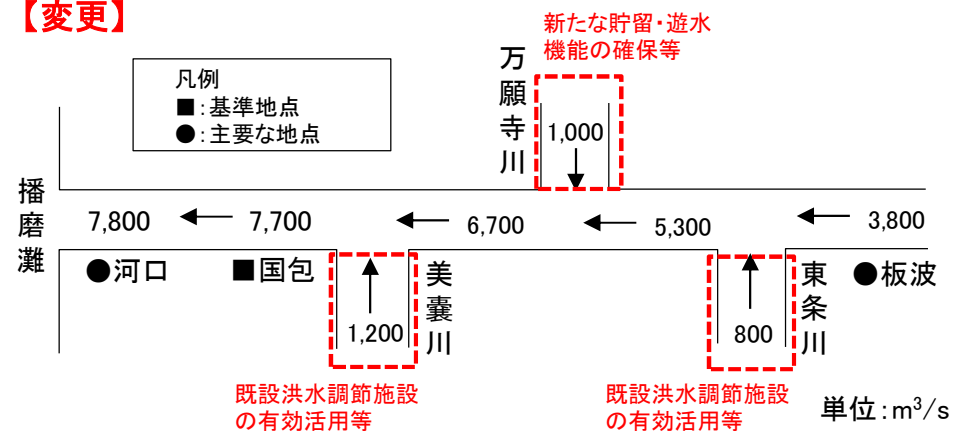 【変更】
新たな貯留・遊水
機能の確保等
凡例
■:基準地点
●:主要な地点
万願寺川
1,000
播磨灘
7,800
7,700
6,700
5,300
3,800
●河口
■国包
美嚢川
東条川
●板波
1,200
800
既設洪水調節施設
の有効活用等
既設洪水調節施設
の有効活用等
単位:m³/s